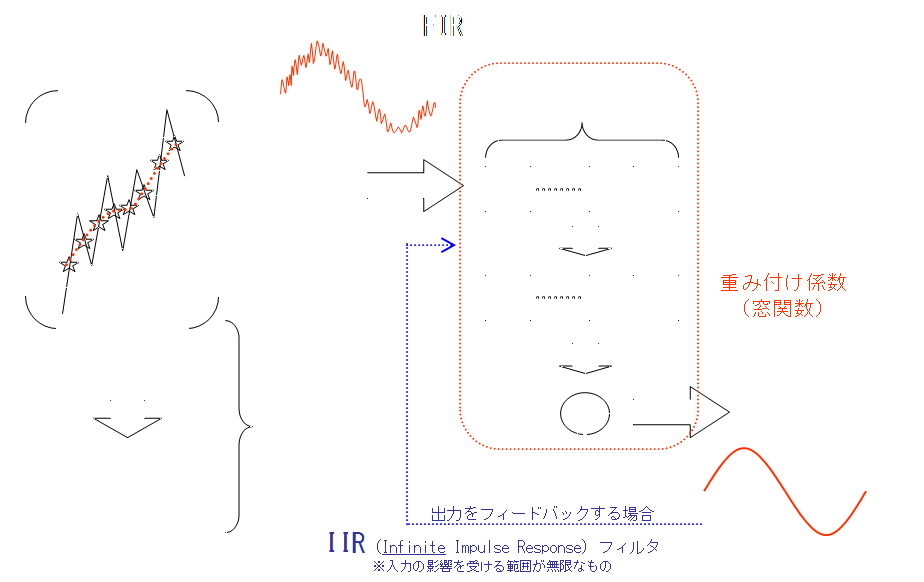 FIR
重み付け係数
(窓関数)
出力をフィードバックする場合
IIR (Infinite Impulse Response) フィルタ
※入力の影響を受ける範囲が無限なもの